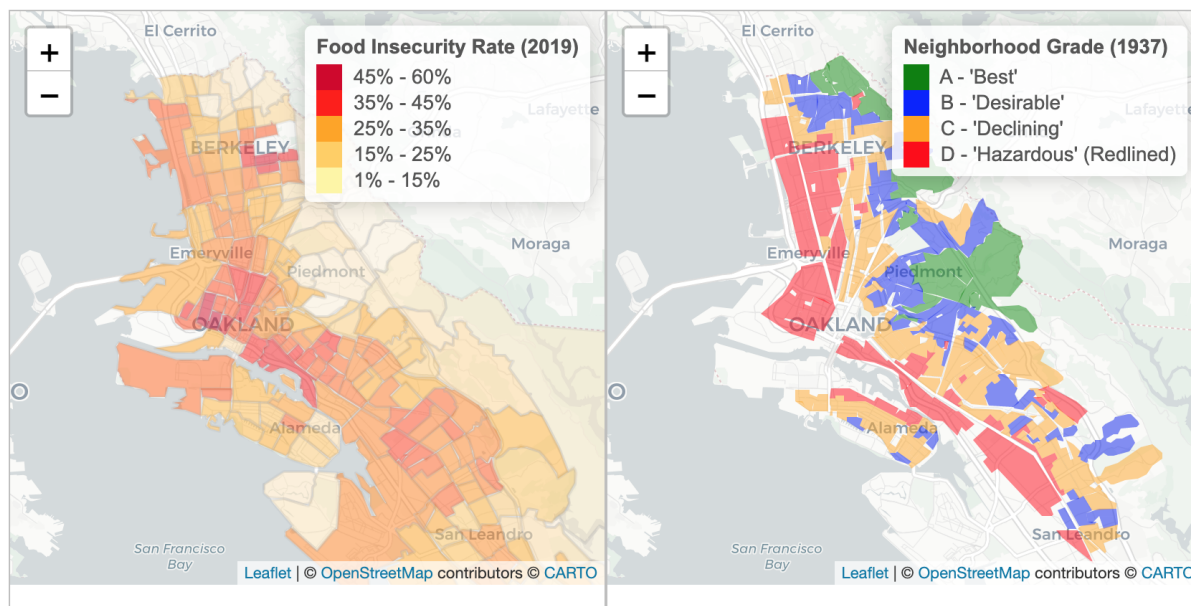 El Cerrito
+
−
Food Insecurity Rate (2019)
45% - 60%
35% - 45%
25% - 35%
15% - 25%
1% - 15%
Lafayette
BERKELEY
Moraga
Emeryville
Piedmont
OAKLAND
O
Alameda
San Leandro
San Francisco
Bay
Leaflet | © OpenStreetMap contributors © CARTO
El Cerrito
+
−
Neighborhood Grade (1937)
A - 'Best'
B - 'Desirable'
C - 'Declining'
D - 'Hazardous' (Redlined)
Lafayette
BERKELEY
Moraga
Emeryville
Piedmont
OAKLAND
O
Alameda
San Leandro
San Francisco
Bay
Leaflet | © OpenStreetMap contributors © CARTO